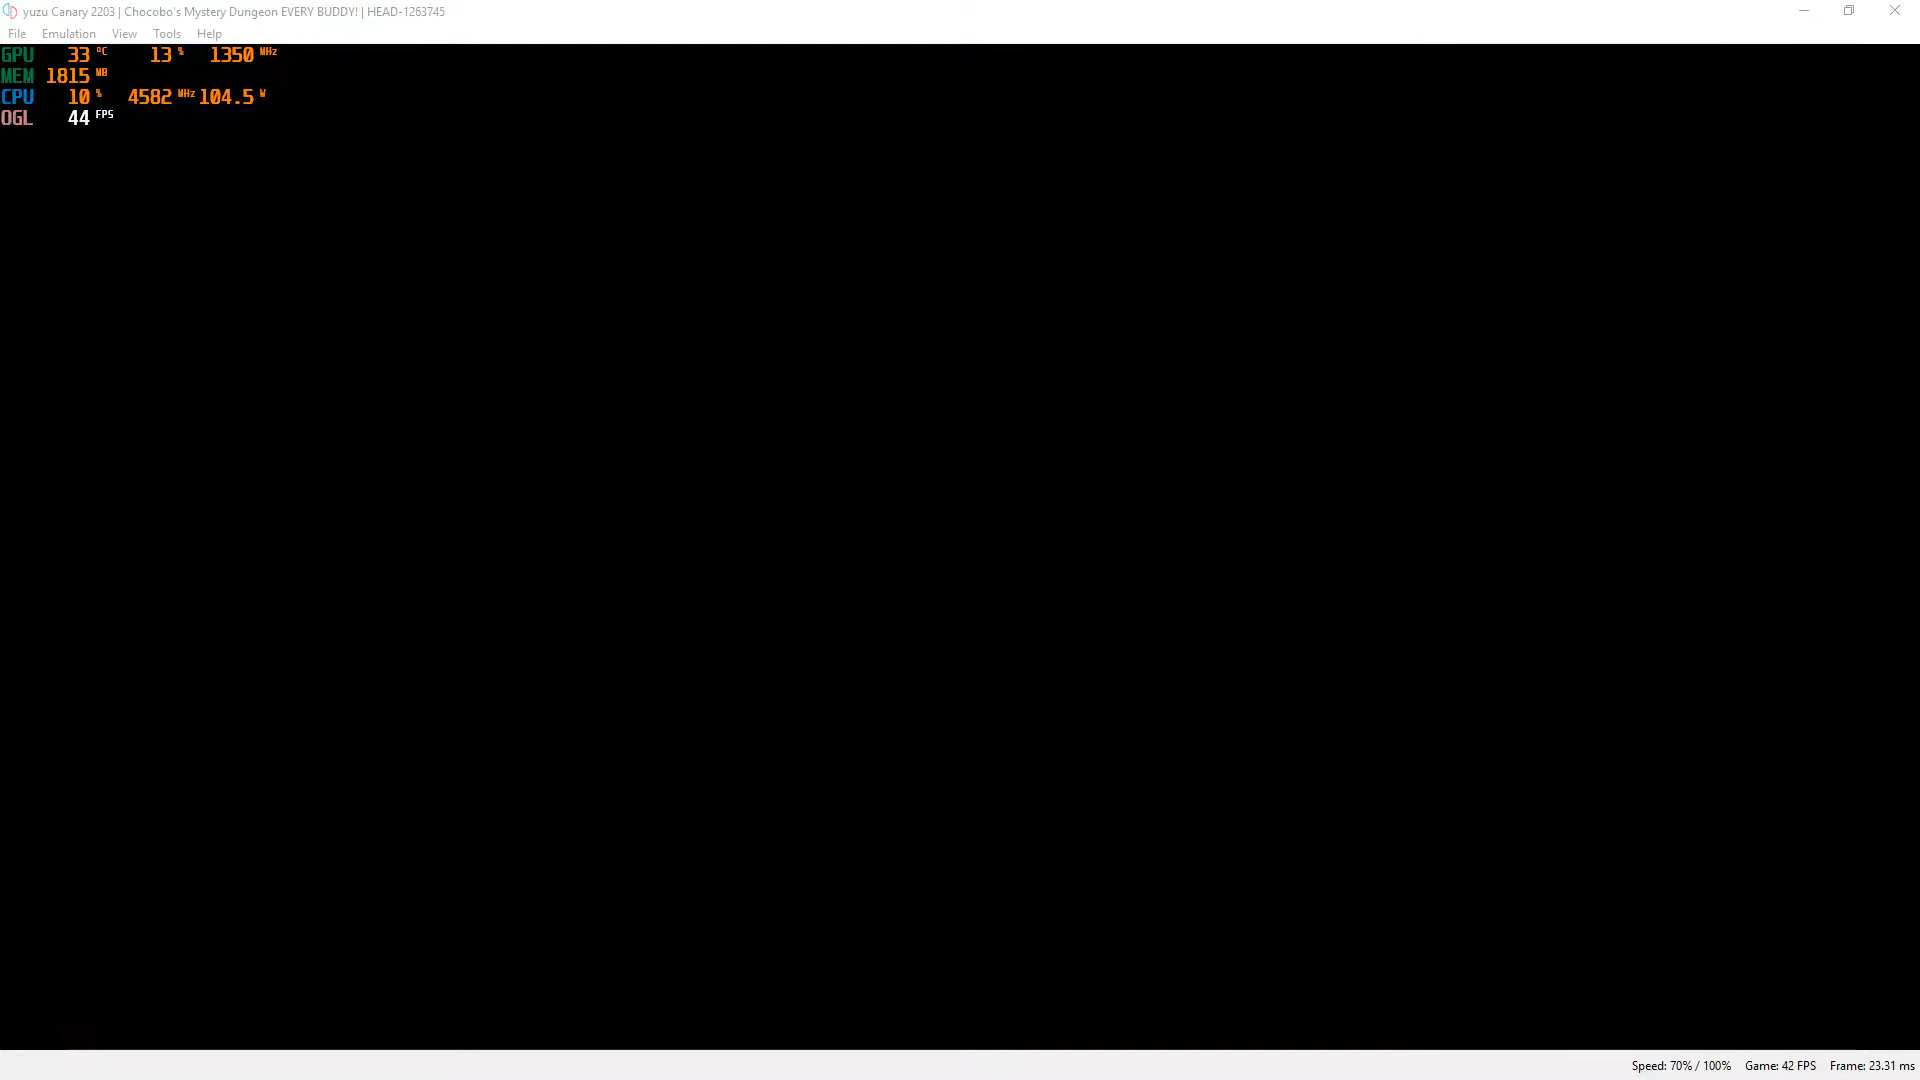 yuzu Canary 2203 | Chocobo's Mystery Dungeon EVERY BUDDY! | HEAD-1263745
File Emulation View Tools Help
GPU 33 °C 13 % 1350 MHz
MEM 1815 MB
CPU 10 % 4582 MHz 104.5 W
OGL 44 FPS
Speed: 70% / 100% Game: 42 FPS Frame: 23.31 ms